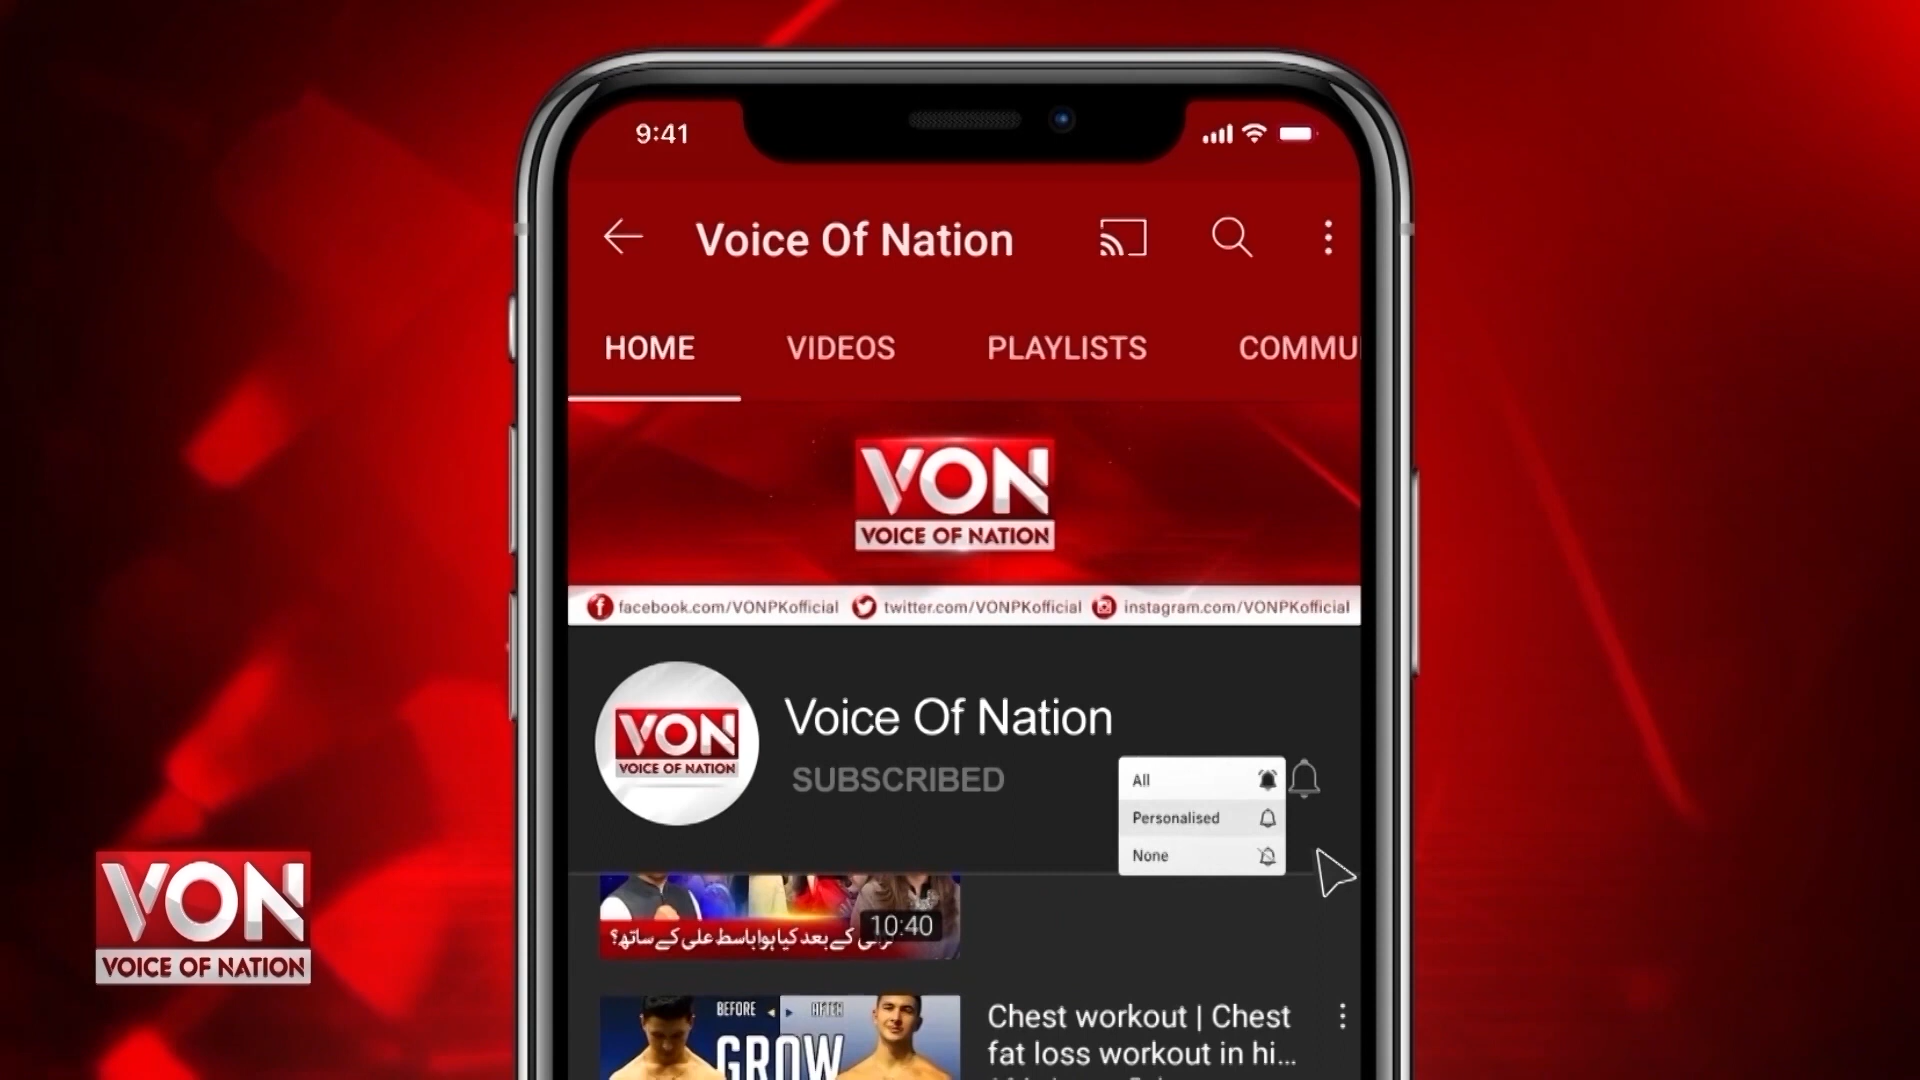 9:41
Voice Of Nation
HOME
VIDEOS
PLAYLISTS
COMMU
VON
VOICE OF NATION
facebook.com/VONPKofficial
twitter.com/VONPKofficial
instagram.com/VONPKofficial
VON
VOICE OF NATION
Voice Of Nation
SUBSCRIBED
All
Personalised
None
10:40
کے بعد کیا ہوا باسط علی کے ساتھ؟
BEFORE
AFTER
GROW
Chest workout | Chest
fat loss workout in hi...
VON
VOICE OF NATION